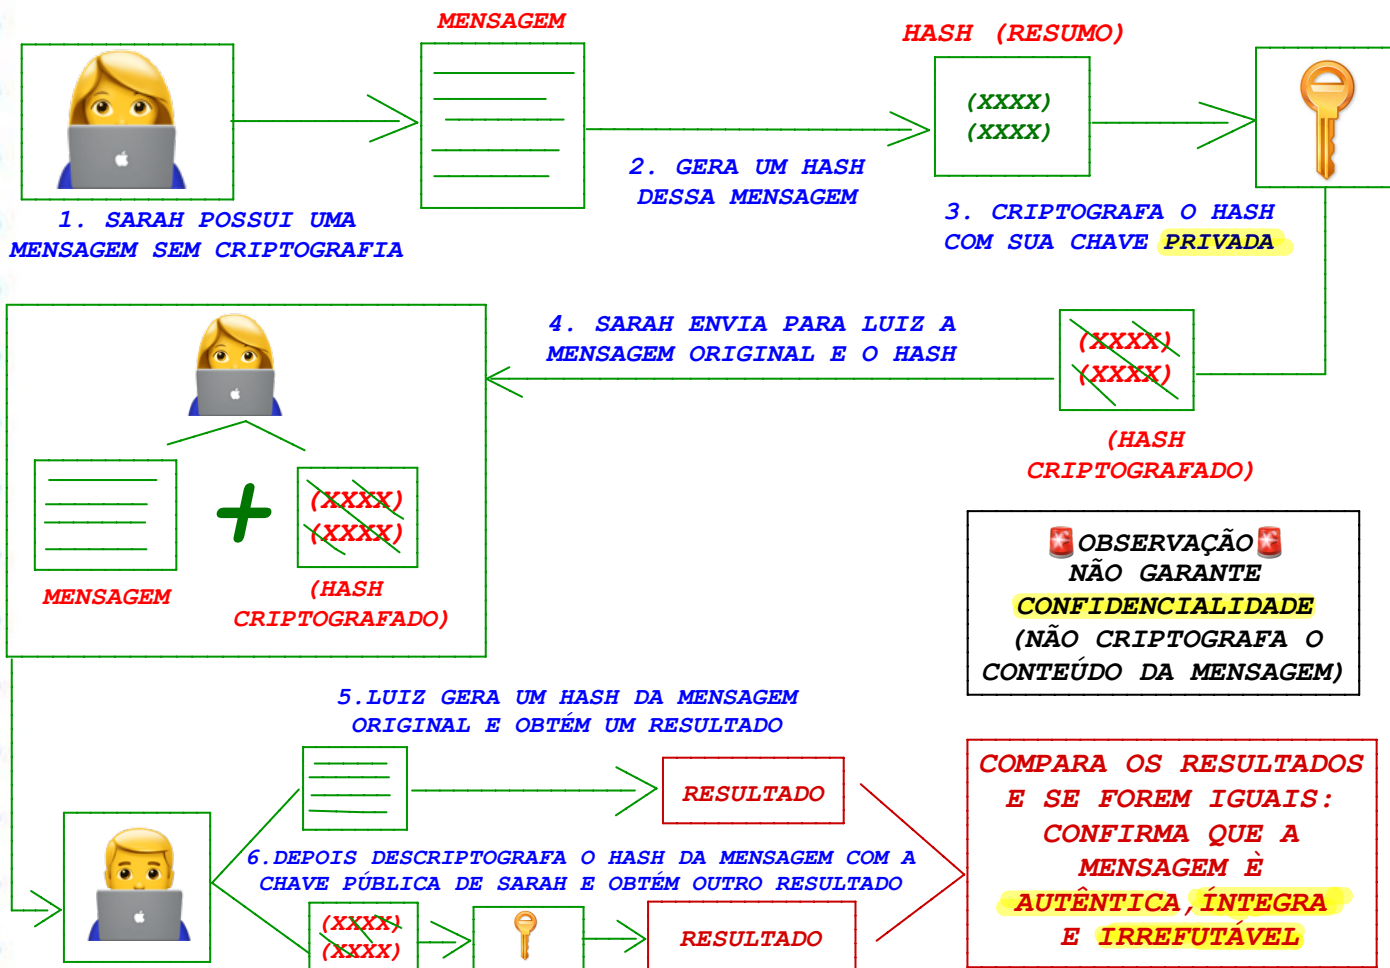 MENSAGEM
HASH (RESUMO)
(XXXX)
(XXXX)
2. GERA UM HASH
DESSA MENSAGEM
1. SARAH POSSUI UMA
MENSAGEM SEM CRIPTOGRAFIA
3. CRIPTOGRAFA O HASH
COM SUA CHAVE PRIVADA
4. SARAH ENVIA PARA LUIZ A
MENSAGEM ORIGINAL E O HASH
(XXXX)
(XXXX)
(HASH
CRIPTOGRAFADO)
(XXXX)
(XXXX)
MENSAGEM
(HASH
CRIPTOGRAFADO)
OBSERVAÇÃO
NÃO GARANTE
CONFIDENCIALIDADE
(NÃO CRIPTOGRAFA O
CONTEÚDO DA MENSAGEM)
5.LUIZ GERA UM HASH DA MENSAGEM
ORIGINAL E OBTÉM UM RESULTADO
RESULTADO
6.DEPOIS DESCRIPTOGRAFA O HASH DA MENSAGEM COM A
CHAVE PÚBLICA DE SARAH E OBTÉM OUTRO RESULTADO
(XXXX)
(XXXX)
RESULTADO
COMPARA OS RESULTADOS
E SE FOREM IGUAIS:
CONFIRMA QUE A
MENSAGEM È
AUTÊNTICA,ÍNTEGRA
E IRREFUTÁVEL